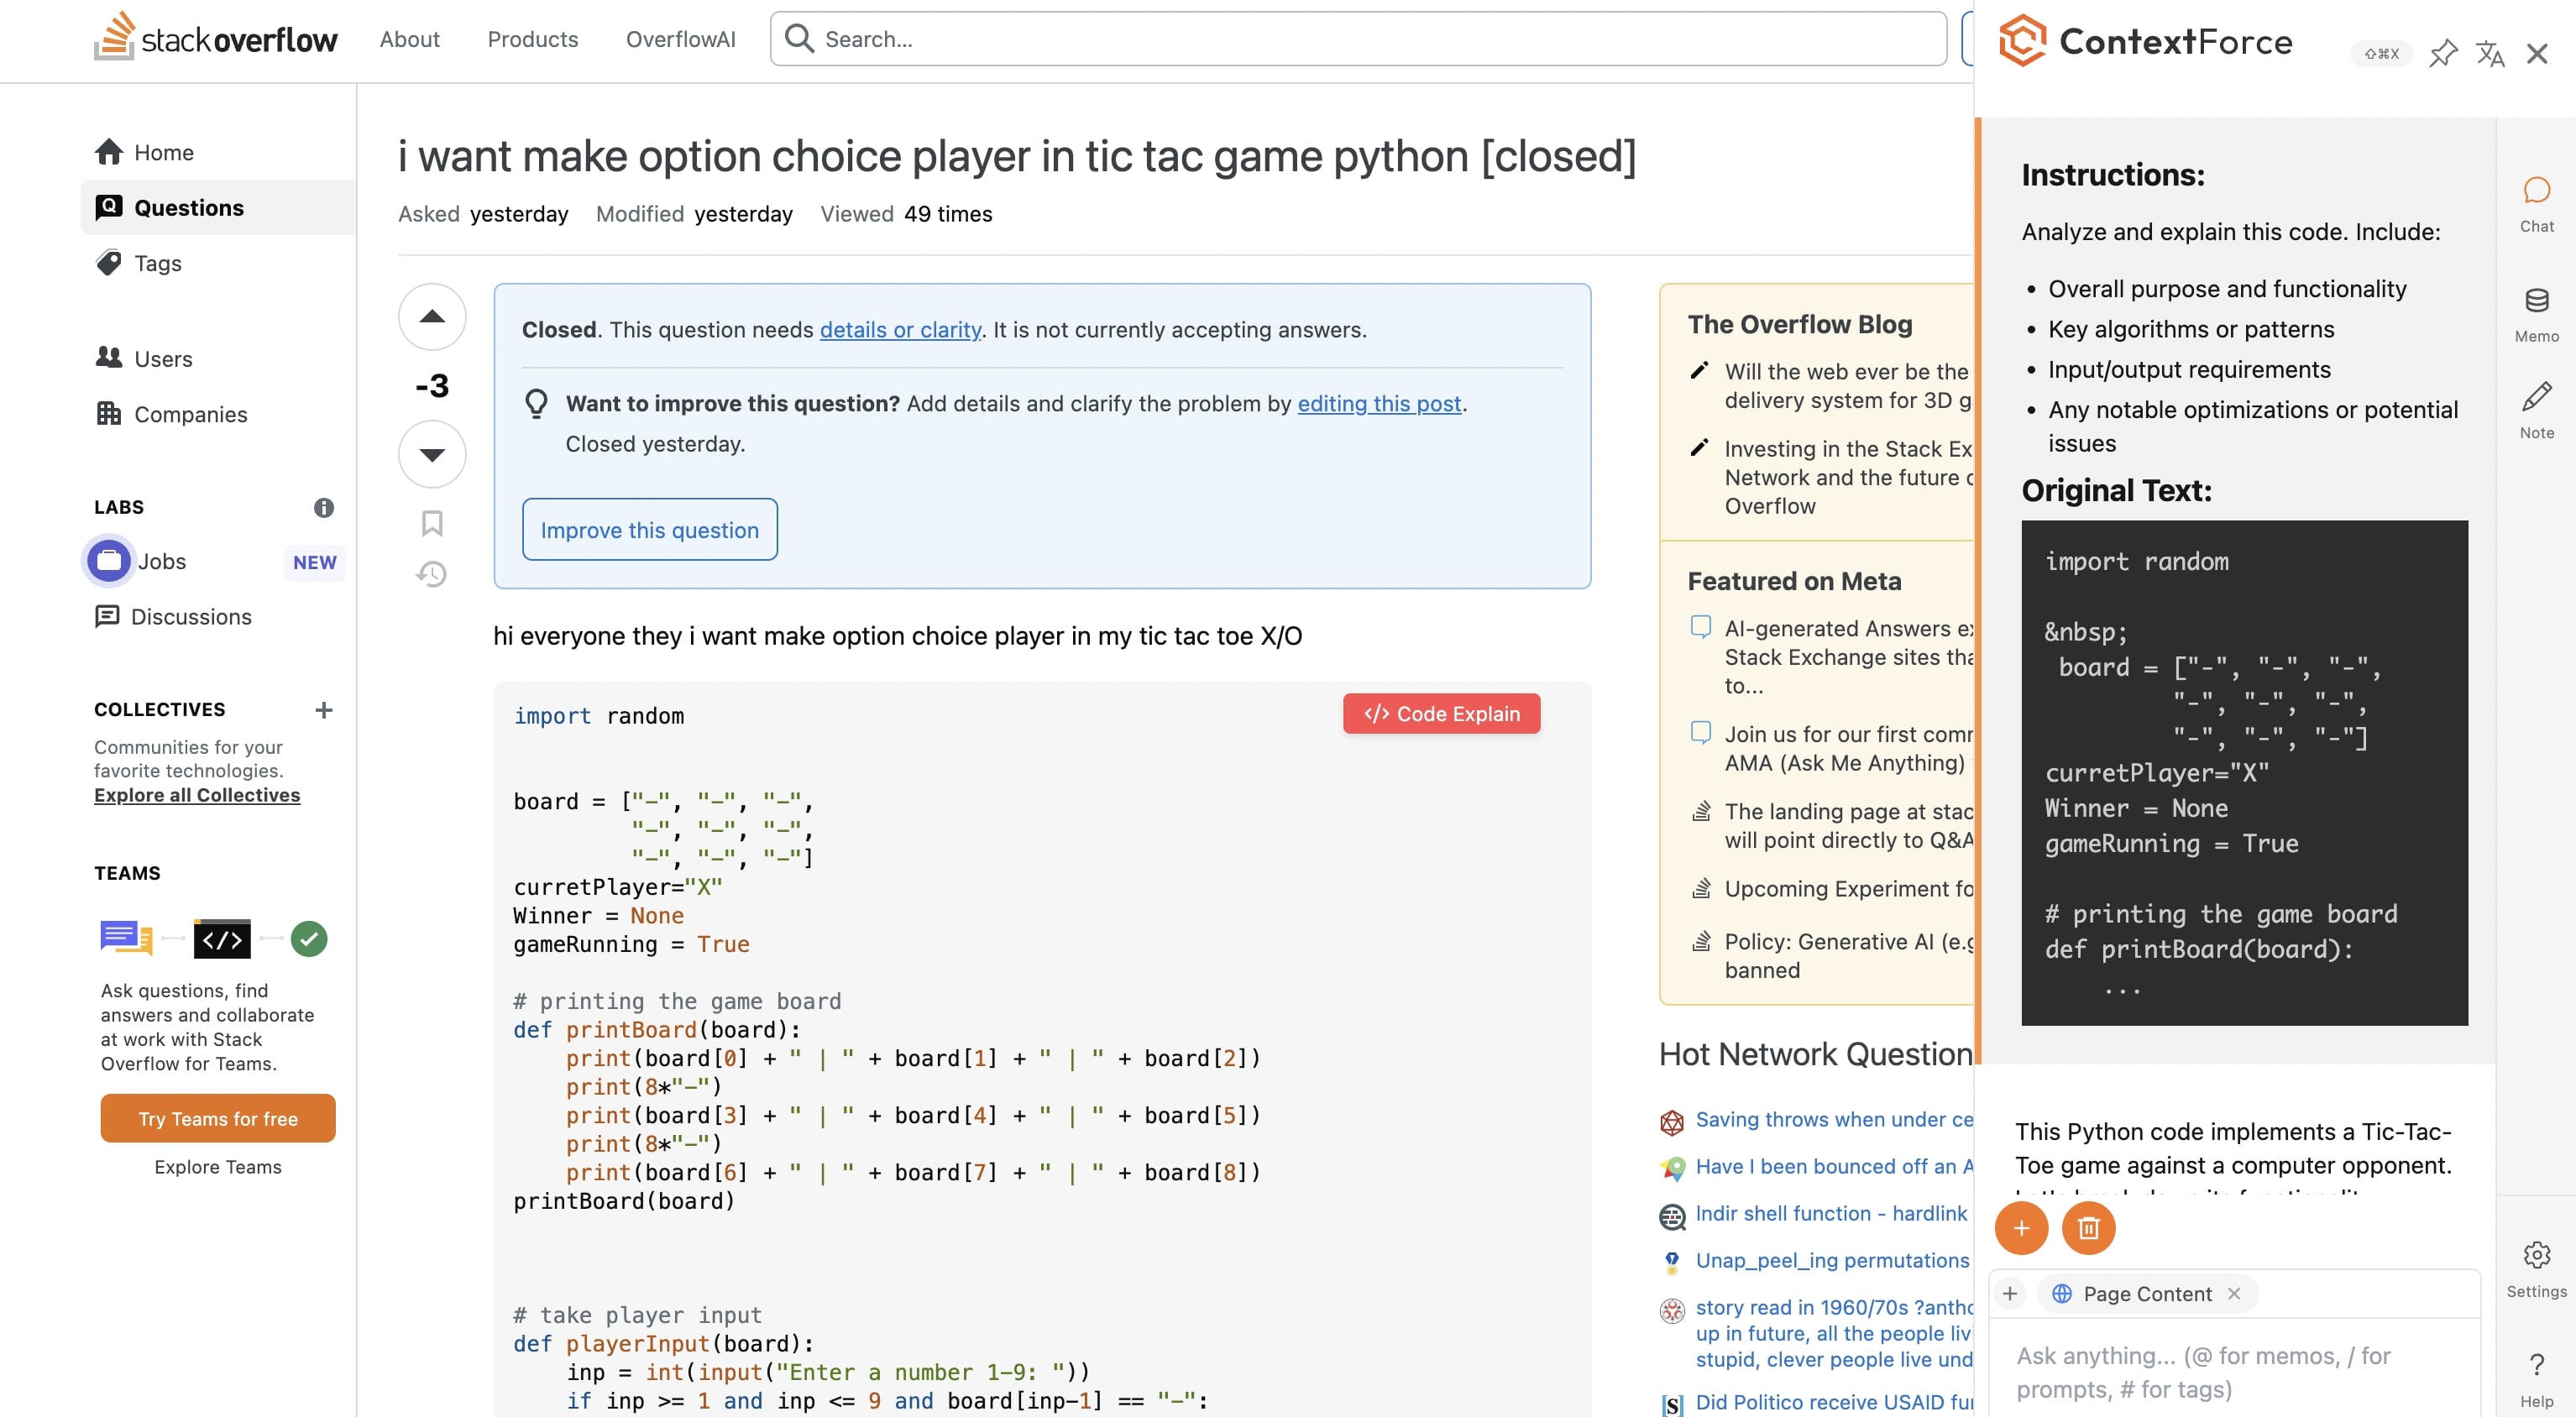 stackoverflow
About
Products
OverflowAI
Search...
Home
Questions
Tags
Users
Companies
LABS
Jobs
NEW
Discussions
COLLECTIVES
Communities for your
favorite technologies.
Explore all Collectives
TEAMS
</>
Ask questions, find
answers and collaborate
at work with Stack
Overflow for Teams.
Try Teams for free
Explore Teams
i want make option choice player in tic tac game python [closed]
Asked yesterday Modified yesterday Viewed 49 times
-3
Closed. This question needs details or clarity. It is not currently accepting answers.
Want to improve this question? Add details and clarify the problem by editing this post.
Closed yesterday.
Improve this question
hi everyone they i want make option choice player in my tic tac toe X/O
</> Code Explain
import random
board = ["-", "-", "-",
"-", "-", "-",
"-", "-", "-"]
curretPlayer="X"
Winner = None
gameRunning = True
# printing the game board
def printBoard(board):
print(board[0] + " | " + board[1] + " | " + board[2])
print(8*"-")
print(board[3] + " | " + board[4] + " | " + board[5])
print(8*"-")
print(board[6] + " | " + board[7] + " | " + board[8])
printBoard(board)
# take player input
def playerInput(board):
inp = int(input("Enter a number 1-9: "))
if inp >= 1 and inp <= 9 and board[inp-1] == "-":
The Overflow Blog
Will the web ever be the
delivery system for 3D g
Investing in the Stack Ex
Network and the future
Overflow
Featured on Meta
AI-generated Answers
Stack Exchange sites tha
to...
Join us for our first com
AMA (Ask Me Anything)
The landing page at stac
will point directly to Q&A
Upcoming Experiment fo
Policy: Generative AI (e.g
banned
Hot Network Question
Saving throws when under ce
Have I been bounced off an A
Indir shell function - hardlink
Unap_peel_ing permutations
story read in 1960/70s ?antho
up in future, all the people liv
stupid, clever people live und
Did Politico receive USAID fu
ContextForce
⇧⌘X
Instructions:
Analyze and explain this code. Include:
• Overall purpose and functionality
• Key algorithms or patterns
• Input/output requirements
• Any notable optimizations or potential
issues
Original Text:
import random
&nbsp;
board = ["-", "-", "-",
"-", "-", "-",
"-", "-", "-"]
curretPlayer="X"
Winner = None
gameRunning = True
# printing the game board
def printBoard(board):
...
This Python code implements a Tic-Tac-
Toe game against a computer opponent.
Page Content
Ask anything... (@ for memos, / for
prompts, # for tags)
Chat
Memo
Note
Settings
Help